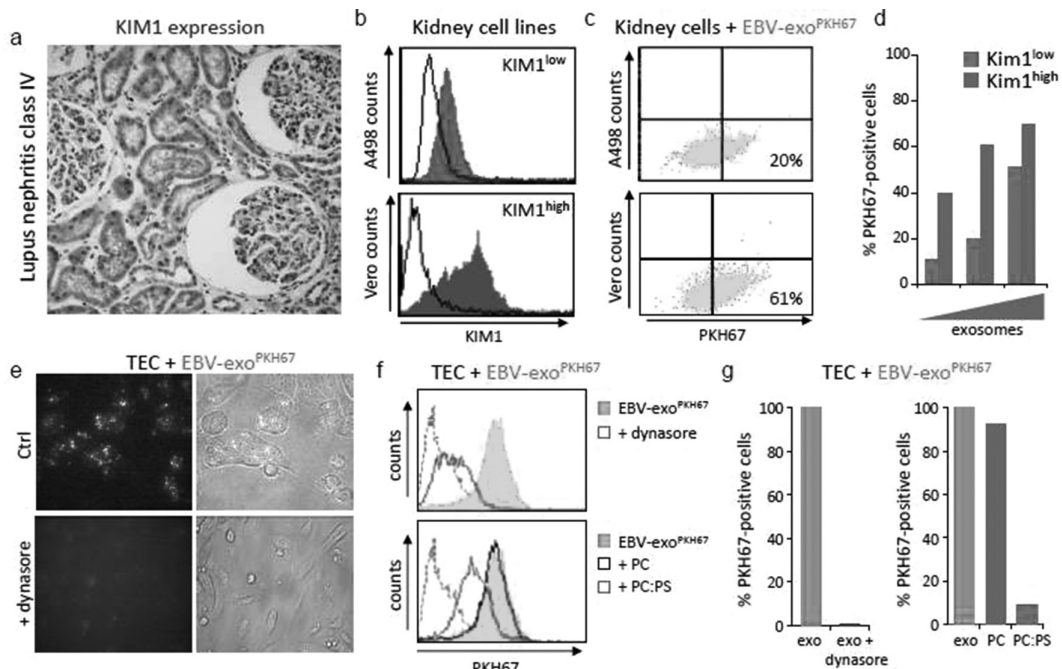 a
KIM1 expression
Lupus nephritis class IV
b
Kidney cell lines
A498 counts
KIM1low
Vero counts
KIM1high
KIM1
c
Kidney cells + EBV-exoPKH67
A498 counts
20%
Vero counts
61%
PKH67
d
% PKH67-positive cells
100
80
60
40
20
0
Kim1low
Kim1high
exosomes
e
TEC + EBV-exoPKH67
Ctrl
+ dynasore
f
TEC + EBV-exoPKH67
counts
EBV-exoPKH67
+ dynasore
counts
EBV-exoPKH67
+ PC
+ PC:PS
PKH67
g
TEC + EBV-exoPKH67
% PKH67-positive cells
100
80
60
40
20
0
exo
exo +
dynasore
% PKH67-positive cells
100
80
60
40
20
0
exo
PC
PC:PS